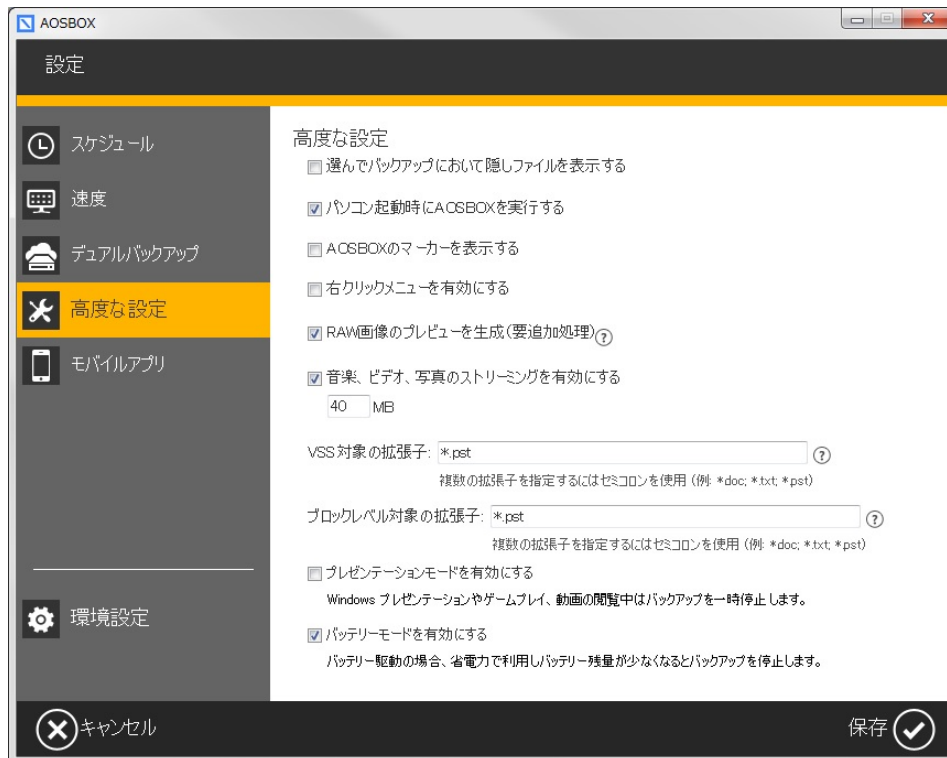 AOSBOX
設定
スケジュール
速度
デュアルバックアップ
高度な設定
モバイルアプリ
環境設定
高度な設定
選んでバックアップにおいて隠しファイルを表示する
パソコン起動時にAOSBOXを実行する
AOSBOXのマーカーを表示する
右クリックメニューを有効にする
RAW画像のプレビューを生成(要追加処理)?
音楽、ビデオ、写真のストリーミングを有効にする
40 MB
VSS対象の拡張子: *.pst ?
複数の拡張子を指定するにはセミコロンを使用 (例: *doc; *.txt; *pst)
ブロックレベル対象の拡張子: *.pst ?
複数の拡張子を指定するにはセミコロンを使用 (例: *doc; *.txt; *pst)
プレゼンテーションモードを有効にする
Windows プレゼンテーションやゲームプレイ、動画の閲覧中はバックアップを一時停止します。
バッテリーモードを有効にする
バッテリー駆動の場合、省電力で利用しバッテリー残量が少なくなるとバックアップを停止します。
キャンセル
保存